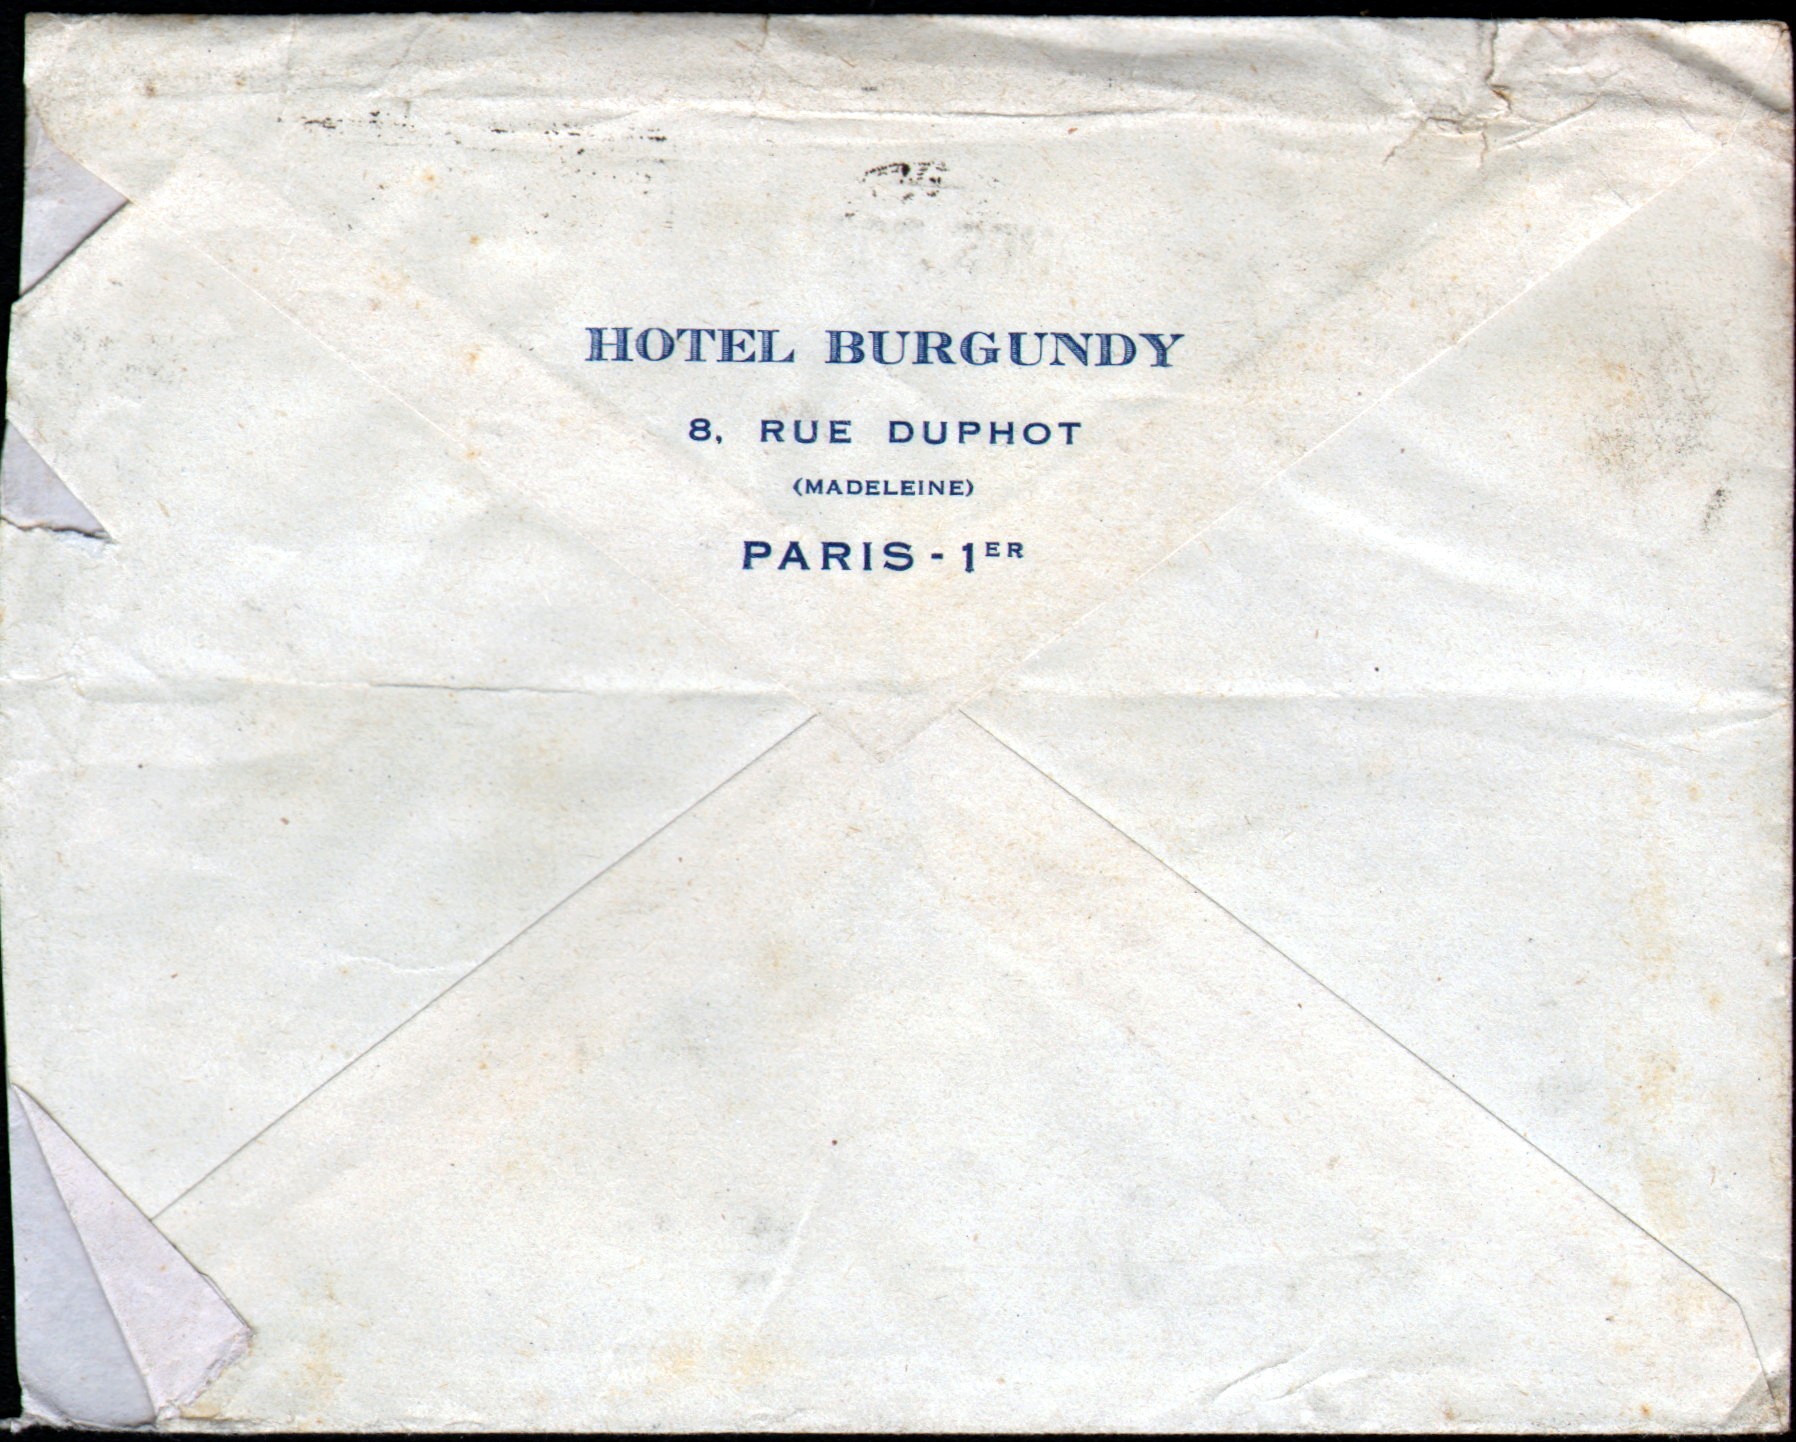 HOTEL BURGUNDY
8, RUE DUPHOT
(MADELEINE)
PARIS - 1ER